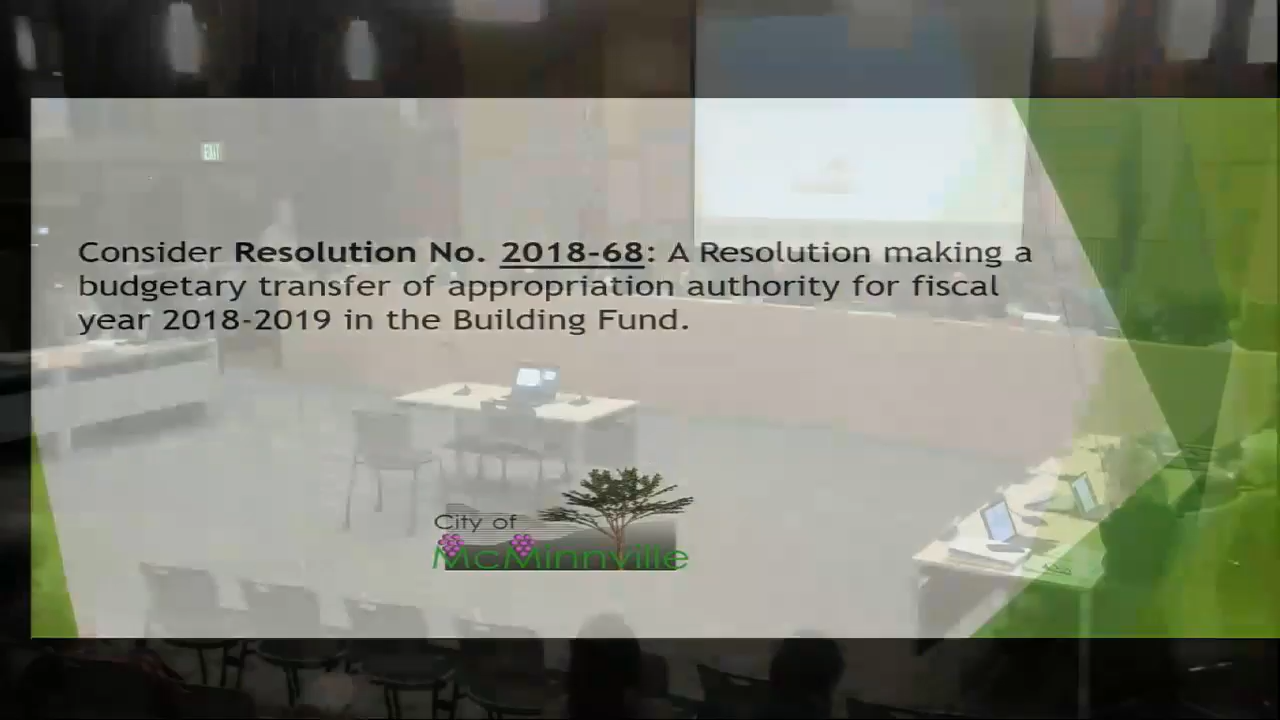 EXIT
Consider Resolution No. 2018-68: A Resolution making a
budgetary transfer of appropriation authority for fiscal
year 2018-2019 in the Building Fund.
City of
McMinnville